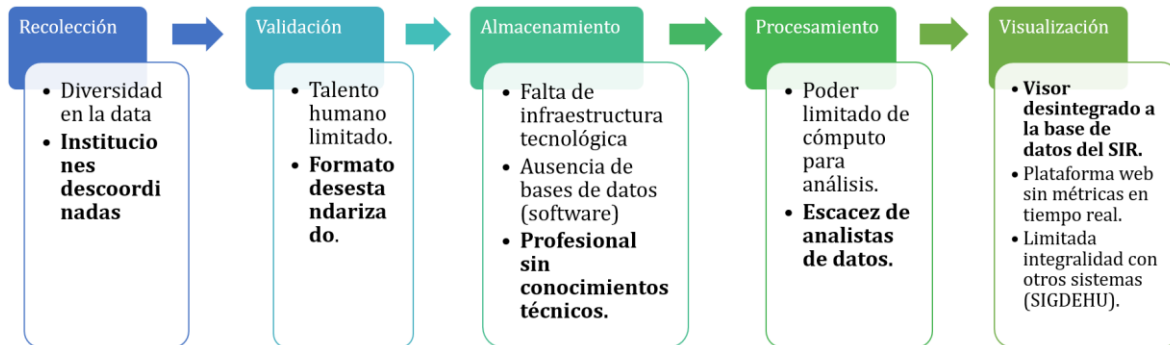 Recolección
• Diversidad
en la data
• Institucio
nes
descoordi
nadas
Validación
• Talento
humano
limitado.
• Formato
desesta
ndariza
do.
Almacenamiento
• Falta de
infraestructura
tecnológica
• Ausencia de
bases de datos
(software)
• Profesional
sin
conocimientos
técnicos.
Procesamiento
• Poder
limitado de
cómputo
para
análisis.
• Escacez de
analistas
de datos.
Visualización
• Visor
desintegrado a
la base de
datos del SIR.
• Plataforma web
sin métricas en
tiempo real.
• Limitada
integralidad con
otros sistemas
(SIGDEHU).